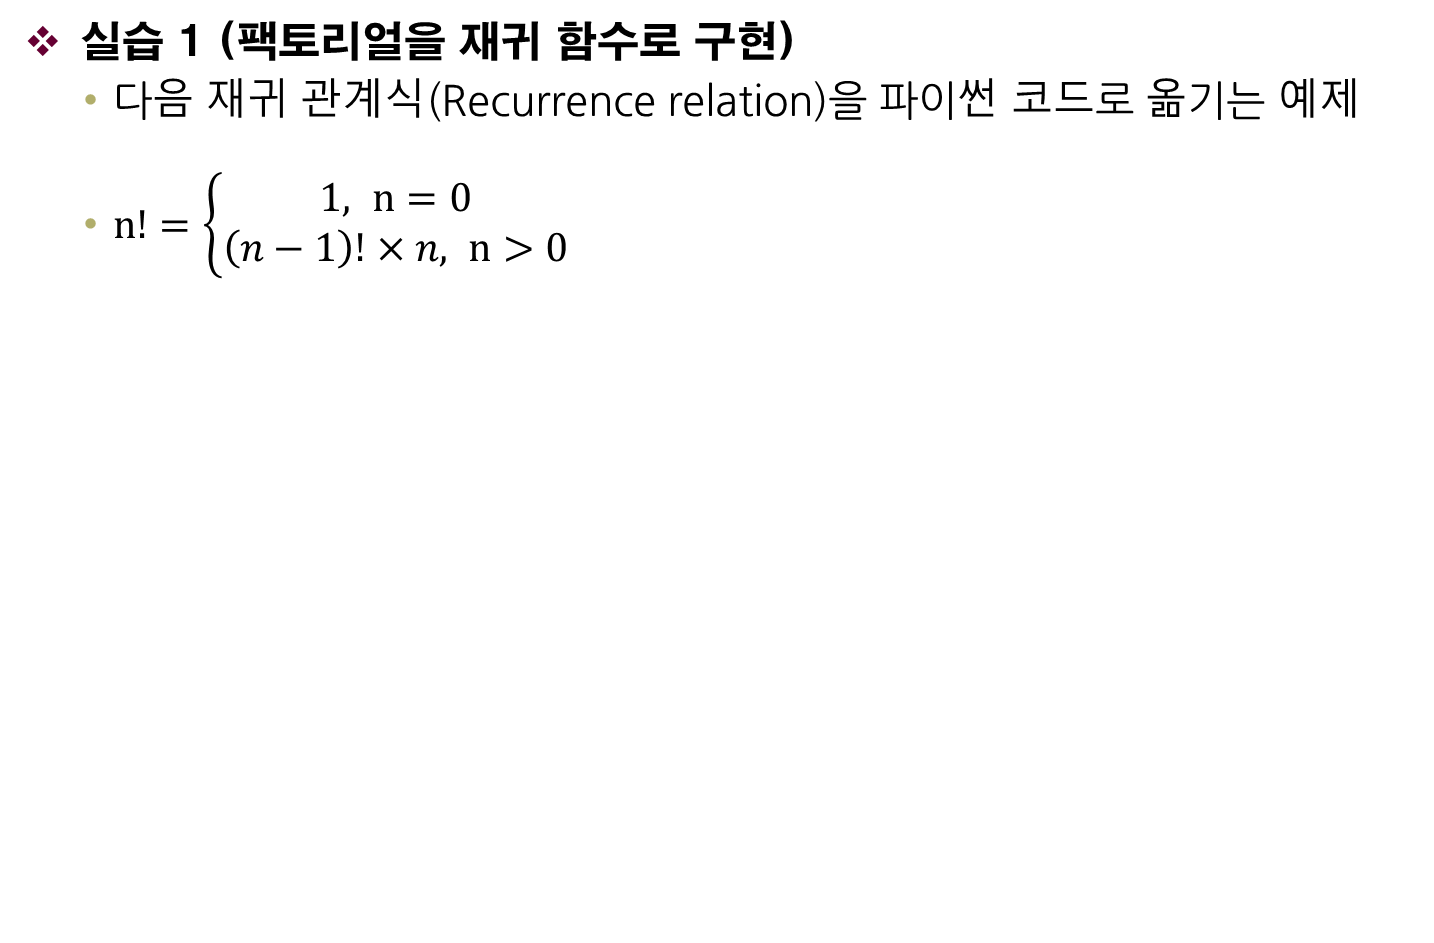 ❖ 실습 1 (팩토리얼을 재귀 함수로 구현)
• 다음 재귀 관계식(Recurrence relation)을 파이썬 코드로 옮기는 예제
• n! = { 1, n = 0
(n − 1)! × n, n > 0